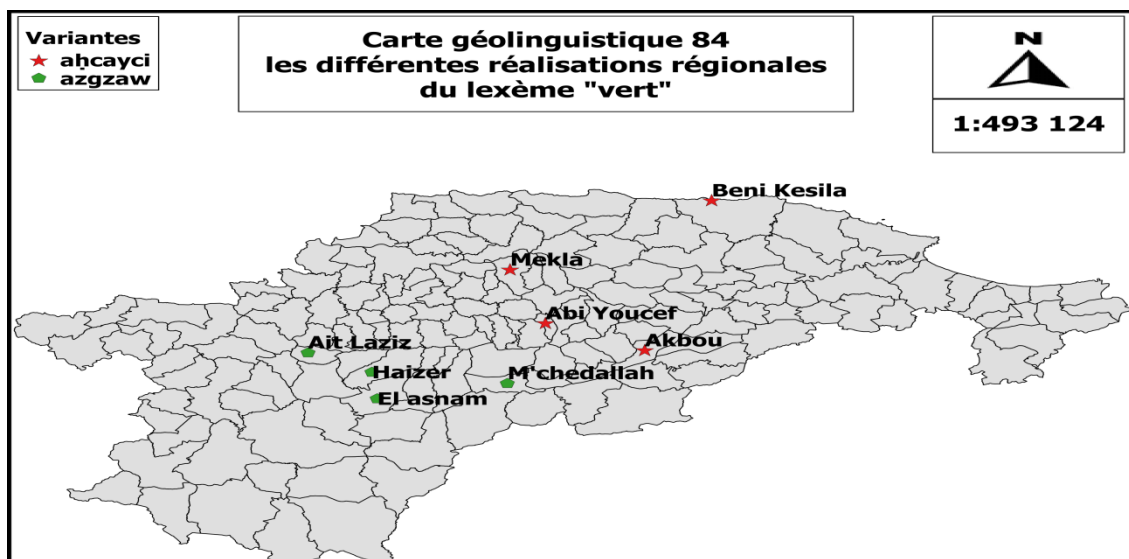 Variantes
aḥcayci
azgzaw
Carte géolinguistique 84
les différentes réalisations régionales
du lexème "vert"
N
1:493 124
Beni Kesila
Mekla
Abi Youcef
Akbou
Ait Laziz
Haizer
M'chedallah
El asnam